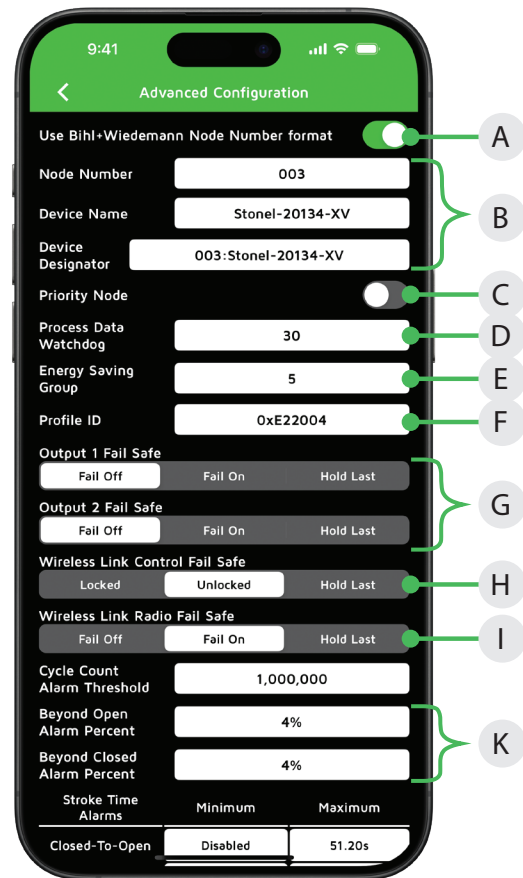 9:41
Advanced Configuration
Use Bihl+Wiedemann Node Number format
A
Node Number
003
Device Name
Stonel-20134-XV
B
Device
Designator
003:Stonel-20134-XV
Priority Node
C
Process Data
Watchdog
30
D
Energy Saving
Group
5
E
Profile ID
0xE22004
F
Output 1 Fail Safe
Fail Off Fail On Hold Last
G
Output 2 Fail Safe
Fail Off Fail On Hold Last
Wireless Link Control Fail Safe
Locked Unlocked Hold Last
H
Wireless Link Radio Fail Safe
Fail Off Fail On Hold Last
I
Cycle Count
Alarm Threshold
1,000,000
Beyond Open
Alarm Percent
4%
K
Beyond Closed
Alarm Percent
4%
Stroke Time
Alarms
Minimum Maximum
Closed-To-Open Disabled 51.20s